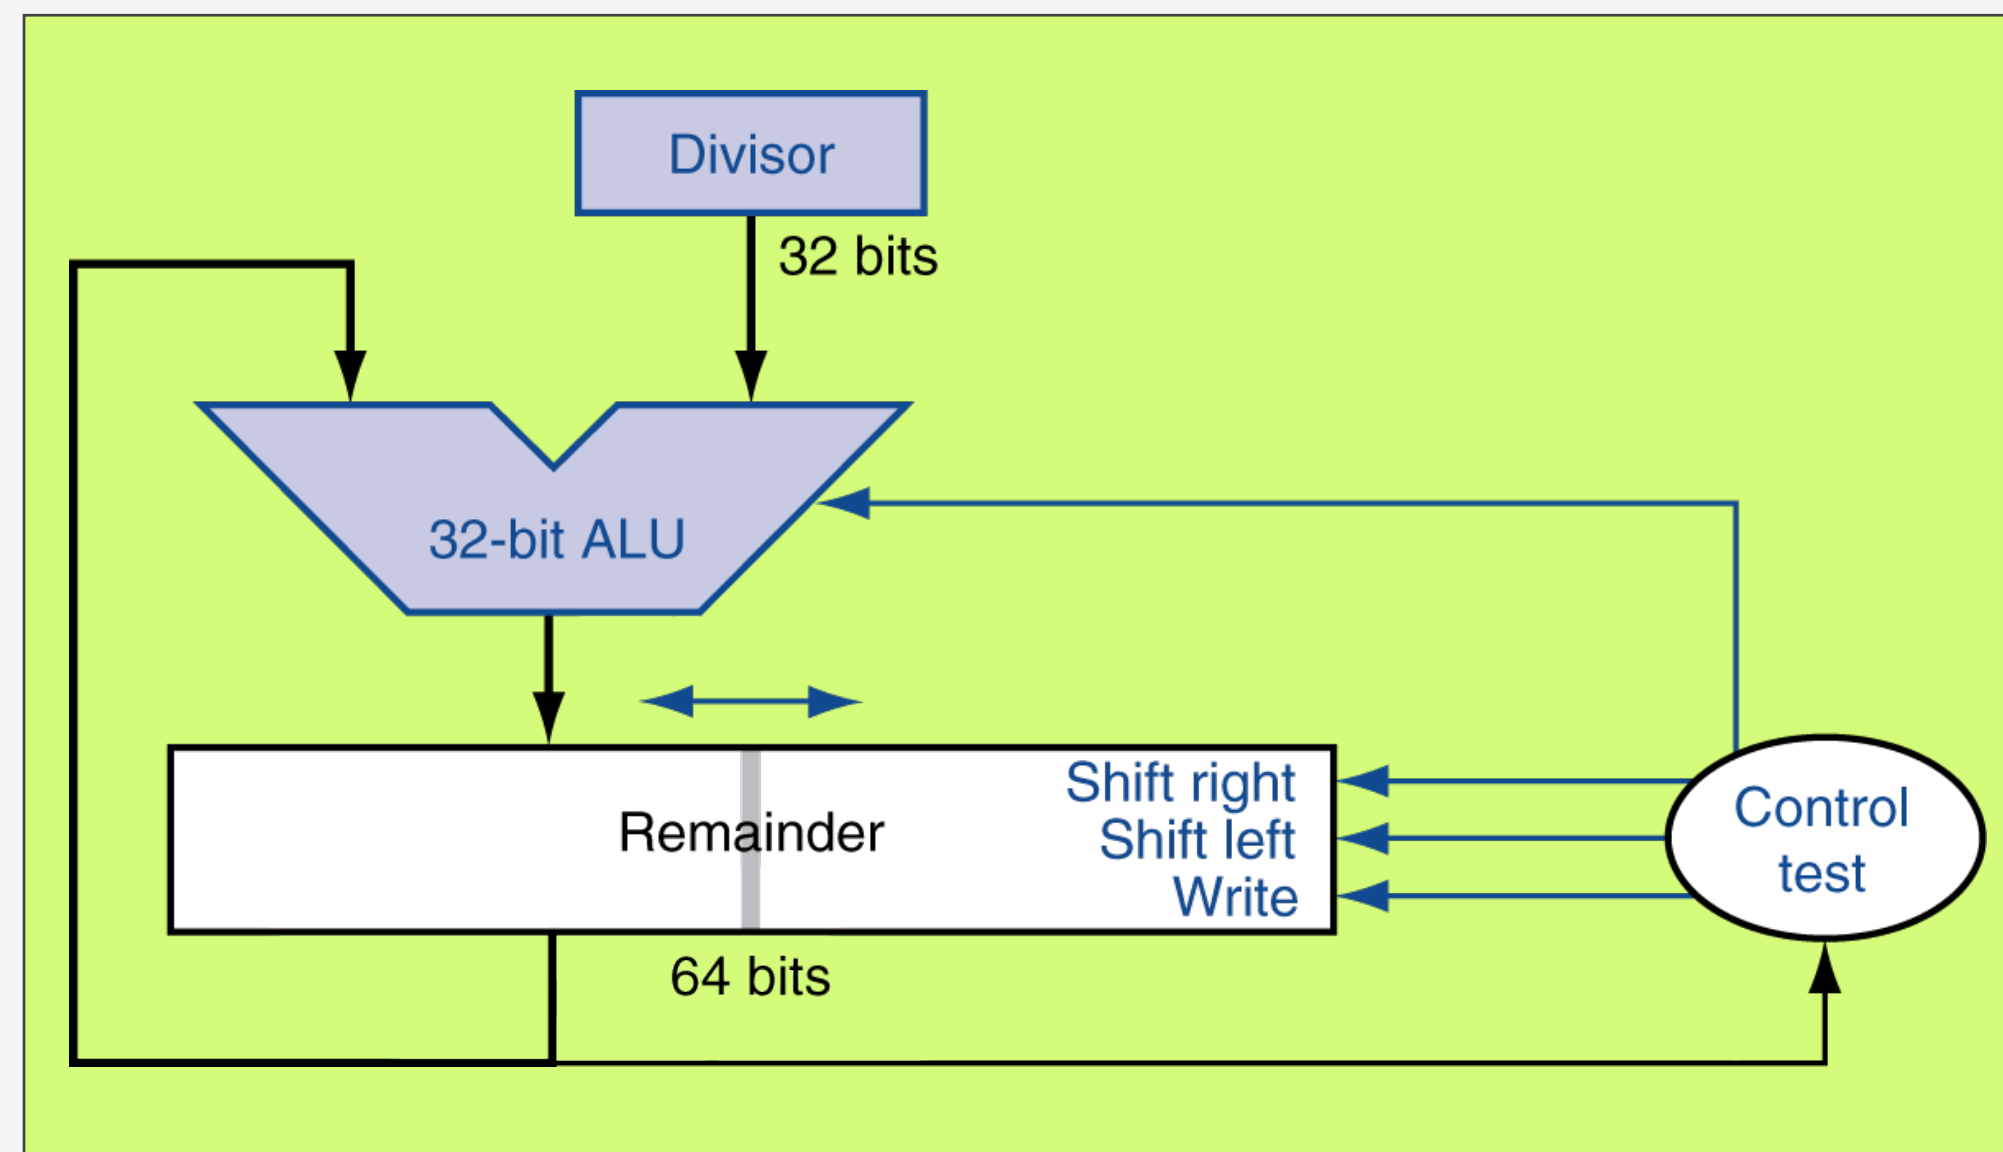 Divisor
32 bits
32-bit ALU
Remainder
Shift right
Shift left
Write
Control
test
64 bits